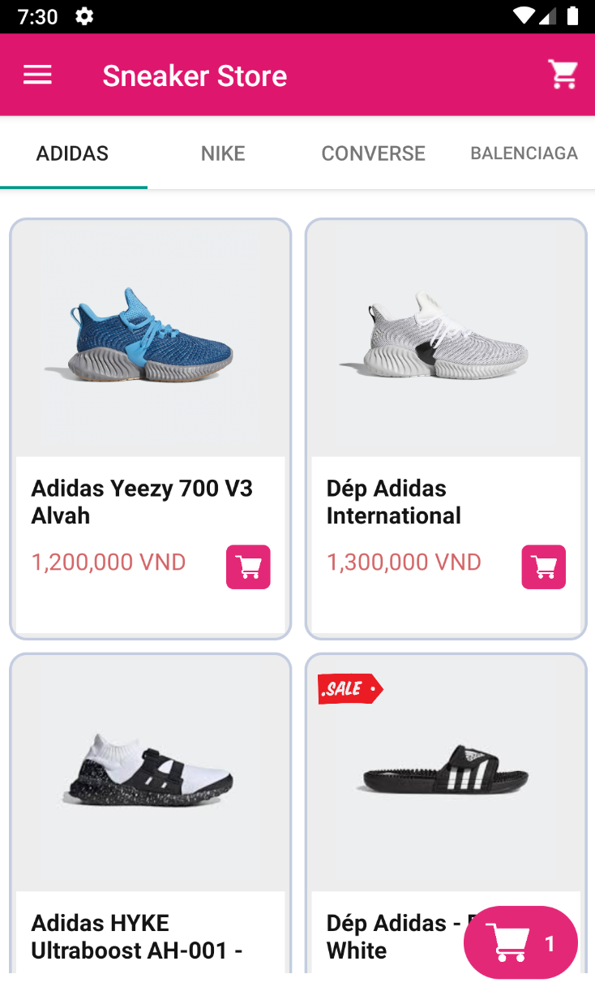 7:30
Sneaker Store
ADIDAS NIKE CONVERSE BALENCIAGA
Adidas Yeezy 700 V3
Alvah
1,200,000 VND
Dép Adidas
International
1,300,000 VND
Adidas HYKE
Ultraboost AH-001 -
.SALE
Dép Adidas -
White
1